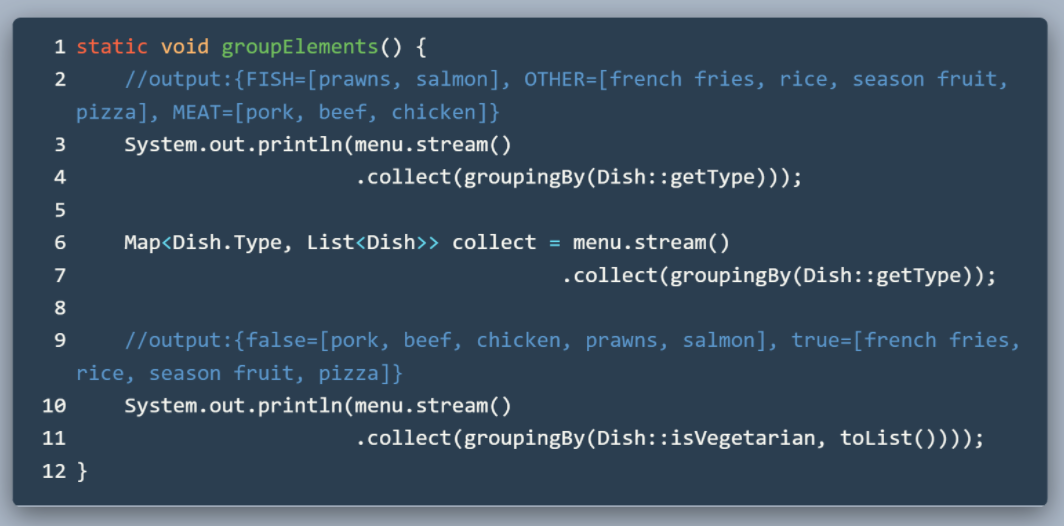 1 static void groupElements() {
2     //output:{FISH=[prawns, salmon], OTHER=[french fries, rice, season fruit,
pizza], MEAT=[pork, beef, chicken]}
3     System.out.println(menu.stream()
4                        .collect(groupingBy(Dish::getType)));
5
6     Map<Dish.Type, List<Dish>> collect = menu.stream()
7                                         .collect(groupingBy(Dish::getType));
8
9     //output:{false=[pork, beef, chicken, prawns, salmon], true=[french fries,
rice, season fruit, pizza]}
10     System.out.println(menu.stream()
11                        .collect(groupingBy(Dish::isVegetarian, toList())));
12 }